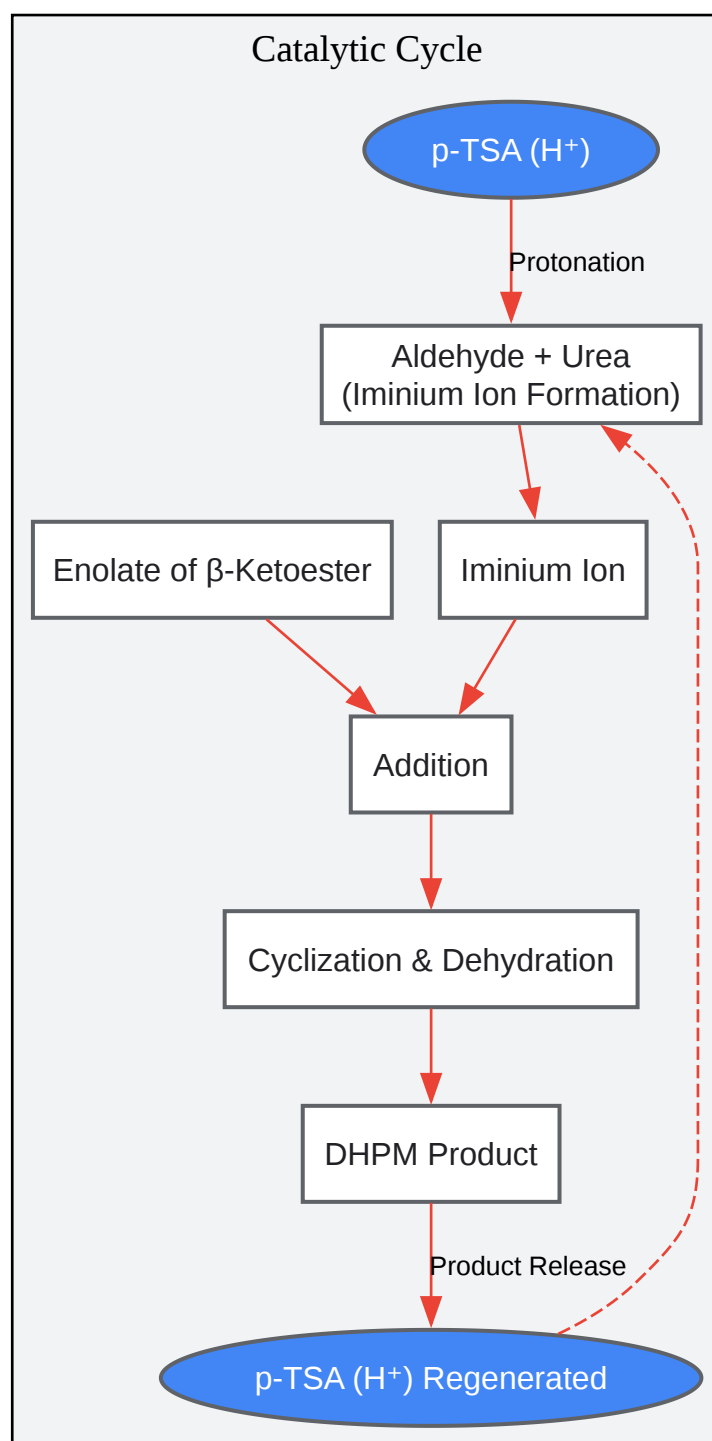 Catalytic Cycle
p-TSA (H⁺)
Protonation
Aldehyde + Urea
(Iminium Ion Formation)
Enolate of β-Ketoester
Iminium Ion
Addition
Cyclization & Dehydration
DHPM Product
Product Release
p-TSA (H⁺) Regenerated